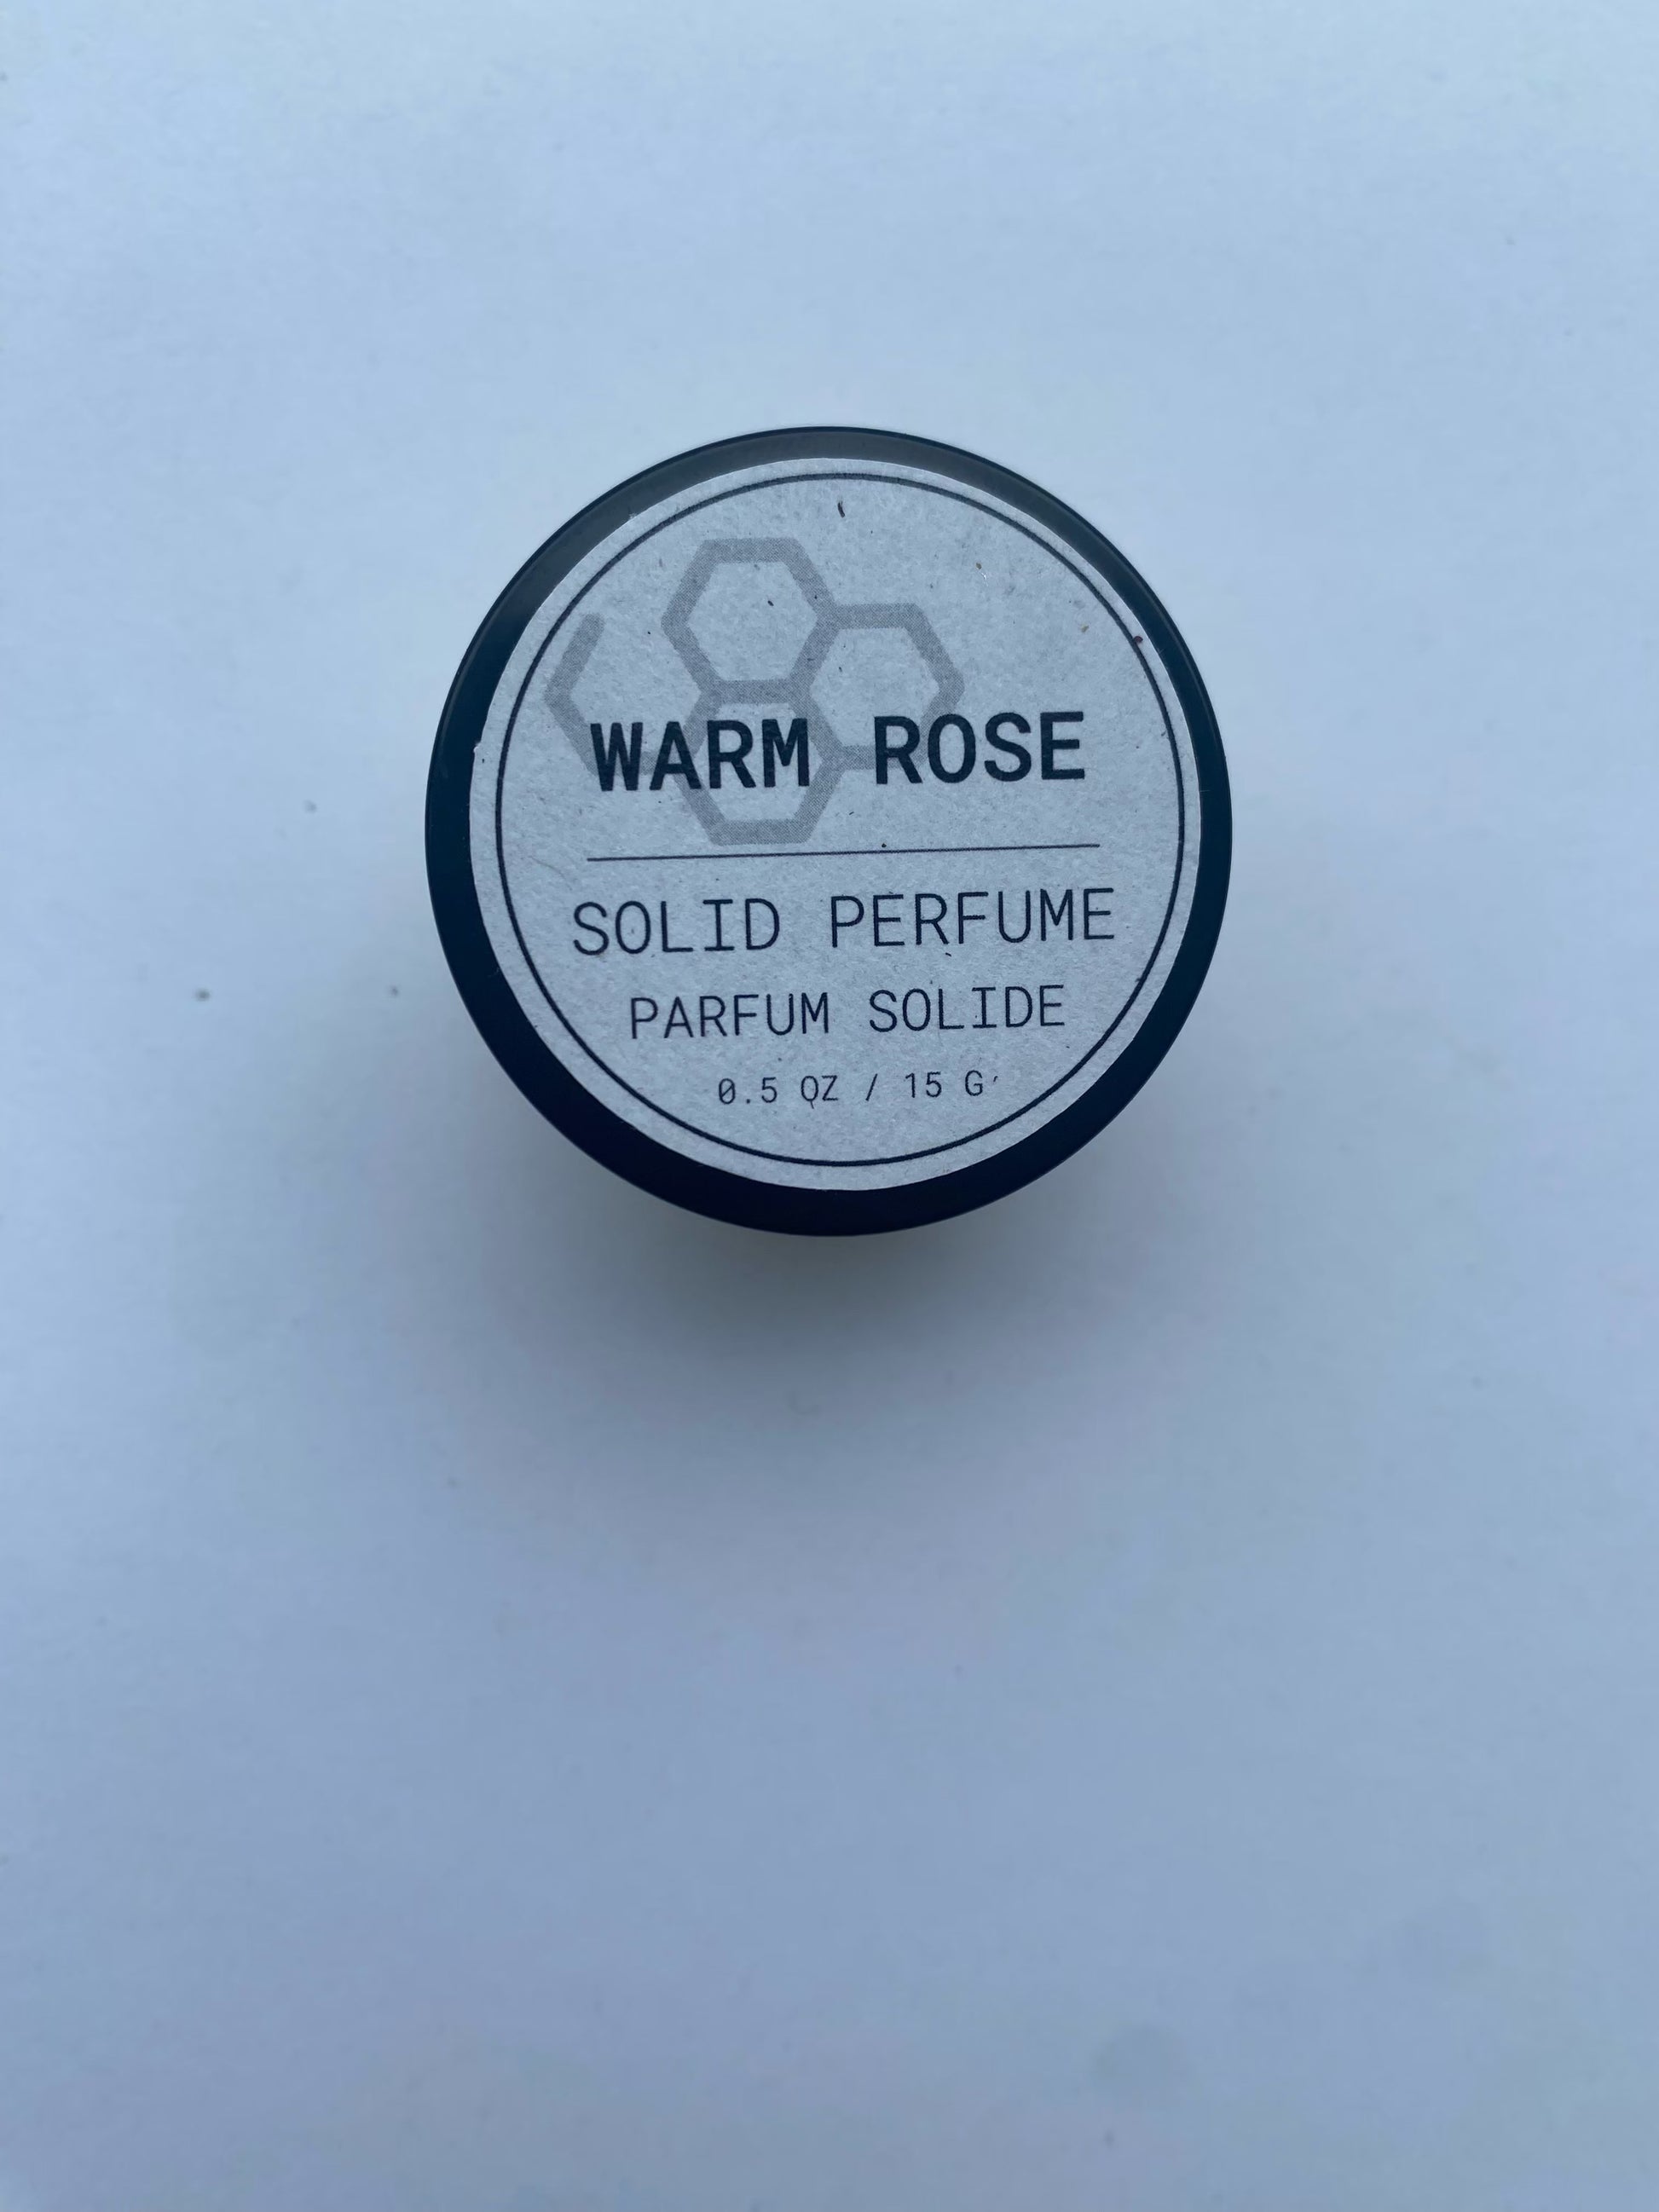 WARM ROSE
SOLID PERFUME
PARFUM SOLIDE
0.5 OZ / 15 G